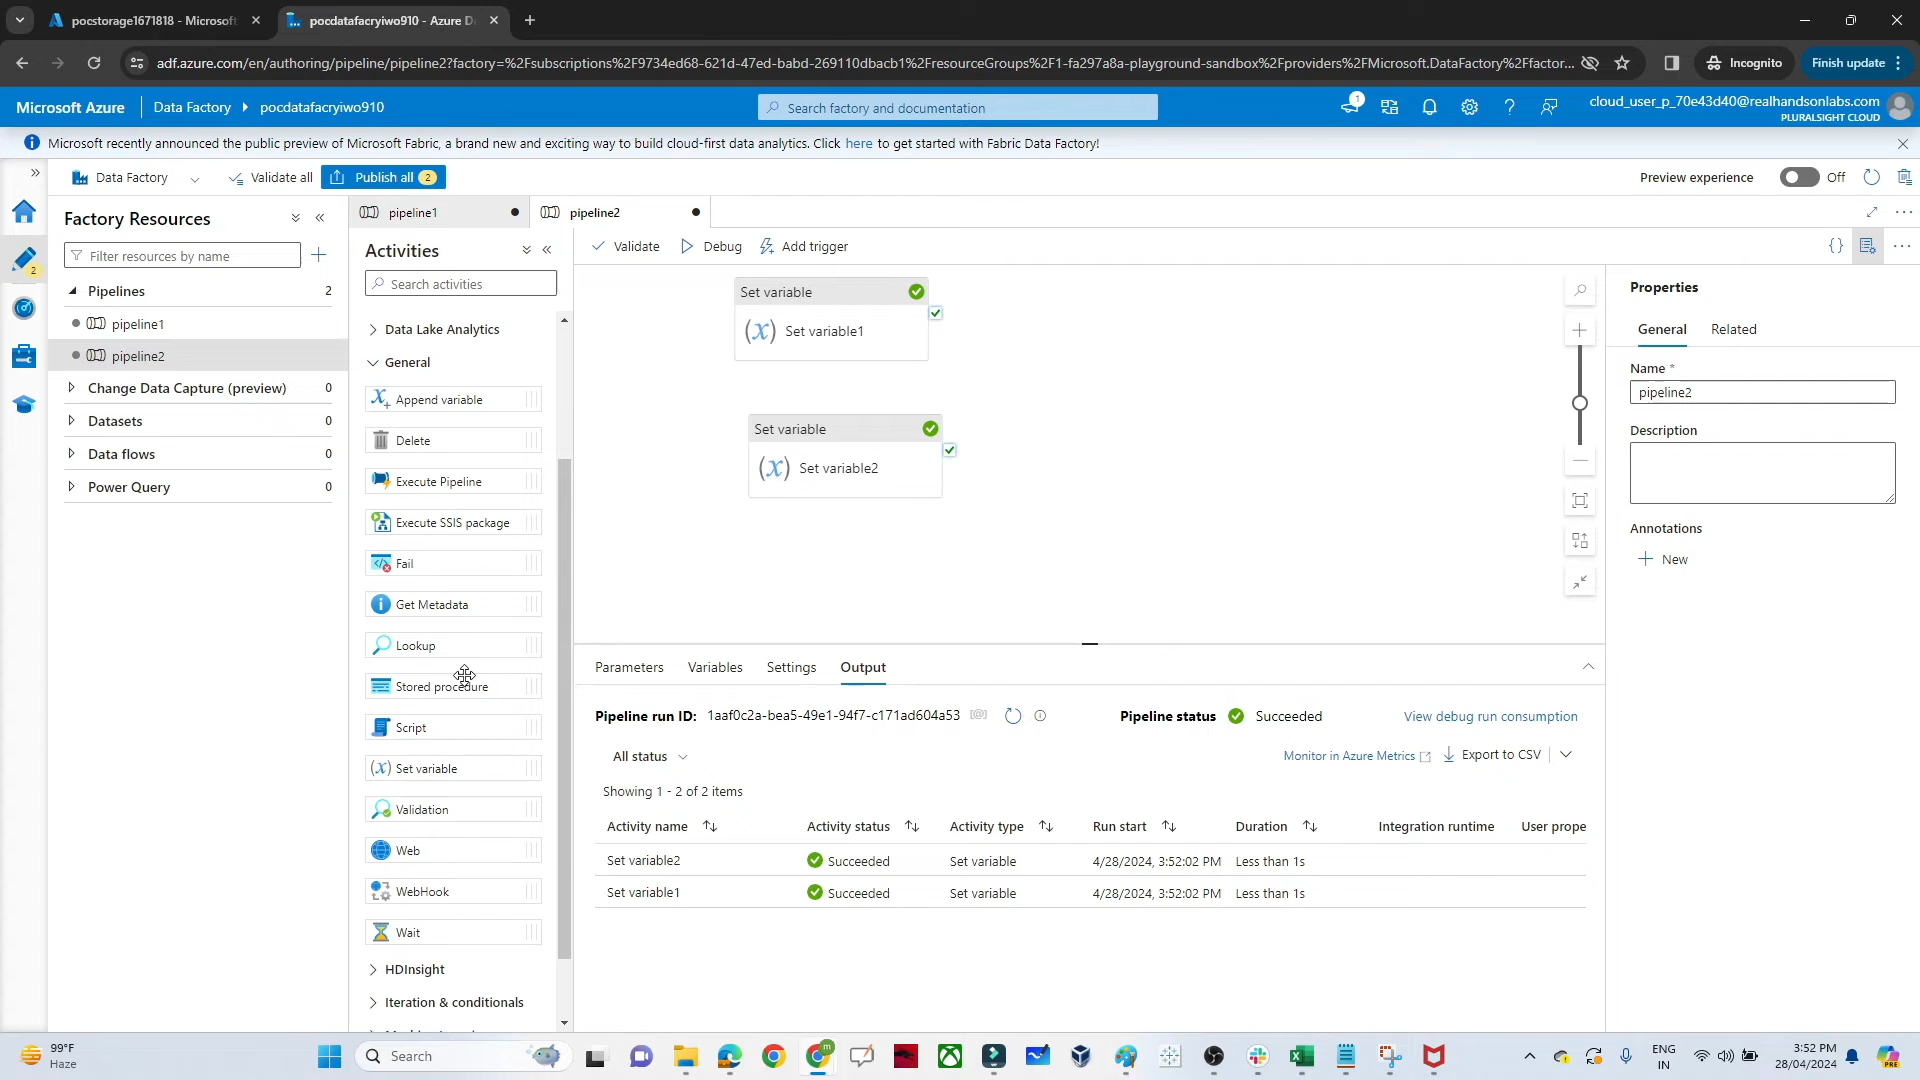 pocstorage1671818 - Microsoft
pocdatafacryiwo910 - Azure D
adf.azure.com/en/authoring/pipeline/pipeline2?factory=%2Fsubscriptions%2F9734ed68-621d-47ed-babd-269110dbacb1%2FresourceGroups%2F1-fa297a8a-playground-sandbox%2Fproviders%2FMicrosoft.DataFactory%2Ffactor...
Incognito
Finish update
Microsoft Azure
Data Factory
pocdatafacryiwo910
Search factory and documentation
1
cloud_user_p_70e43d40@realhandsonlabs.com
PLURALSIGHT CLOUD
Microsoft recently announced the public preview of Microsoft Fabric, a brand new and exciting way to build cloud-first data analytics. Click here to get started with Fabric Data Factory!
Data Factory
Validate all
Publish all 2
Preview experience
Off
2
Factory Resources
Filter resources by name
Pipelines 2
pipeline1
pipeline2
Change Data Capture (preview) 0
Datasets 0
Data flows 0
Power Query 0
pipeline1
pipeline2
Activities
Search activities
Data Lake Analytics
General
Append variable
Delete
Execute Pipeline
Execute SSIS package
Fail
Get Metadata
Lookup
Stored procedure
Script
Set variable
Validation
Web
WebHook
Wait
HDInsight
Iteration & conditionals
Validate
Debug
Add trigger
Set variable
Set variable1
Set variable
Set variable2
Properties
General
Related
Name *
pipeline2
Description
Annotations
New
Parameters
Variables
Settings
Output
Pipeline run ID: 1aaf0c2a-bea5-49e1-94f7-c171ad604a53
Pipeline status Succeeded
View debug run consumption
All status
Monitor in Azure Metrics
Export to CSV
Showing 1 - 2 of 2 items
Activity name Activity status Activity type Run start Duration Integration runtime User prope
Set variable2 Succeeded Set variable 4/28/2024, 3:52:02 PM Less than 1s
Set variable1 Succeeded Set variable 4/28/2024, 3:52:02 PM Less than 1s
99°F
Haze
Search
ENG
IN
3:52 PM
28/04/2024